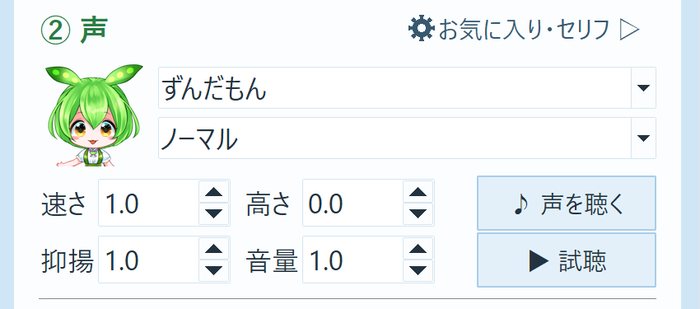 ② 声
お気に入り・セリフ ▷
ずんだもん
ノーマル
速さ 1.0 高さ 0.0 ♪ 声を聴く
抑揚 1.0 音量 1.0 ▶ 試聴